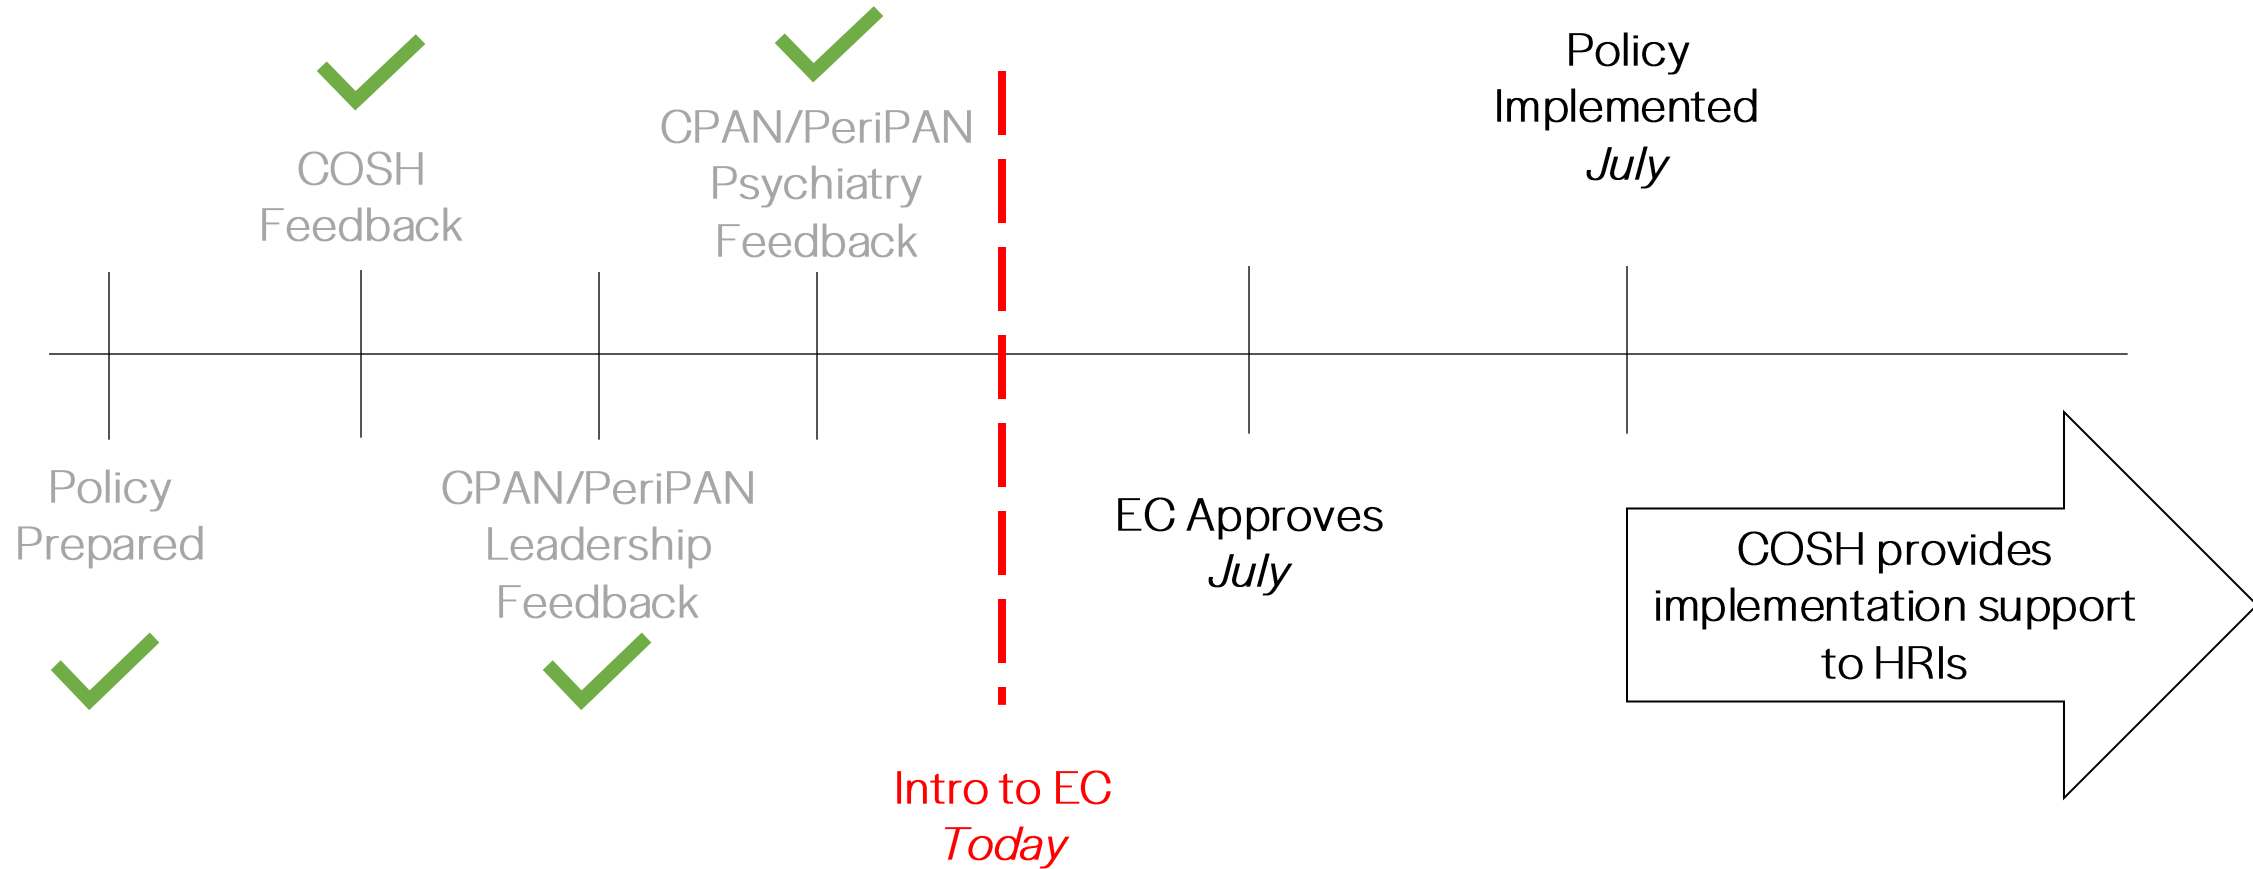 Policy
Prepared
COSH
Feedback
CPAN/PeriPAN
Leadership
Feedback
CPAN/PeriPAN
Psychiatry
Feedback
Intro to EC
Today
EC Approves
July
Policy
Implemented
July
COSH provides
implementation support
to HRIs